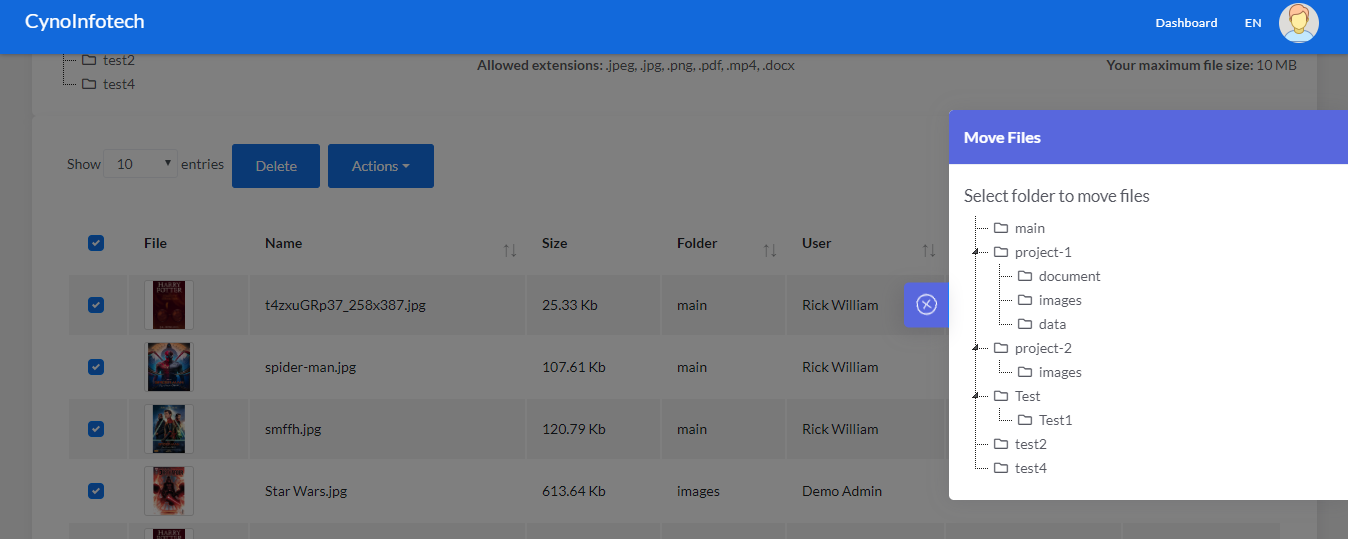 CynoInfotech
Dashboard EN
test2
test4
Allowed extensions: .jpeg, .jpg, .png, .pdf, .mp4, .docx
Your maximum file size: 10 MB
Show 10 entries Delete Actions
File Name Size Folder User
HARRY POTTER t4zxuGRp37_258x387.jpg 25.33 Kb main Rick William
spider-man.jpg 107.61 Kb main Rick William
smffh.jpg 120.79 Kb main Rick William
Star Wars.jpg 613.64 Kb images Demo Admin
HARRY
Move Files
Select folder to move files
main
project-1
document
images
data
project-2
images
Test
Test1
test2
test4